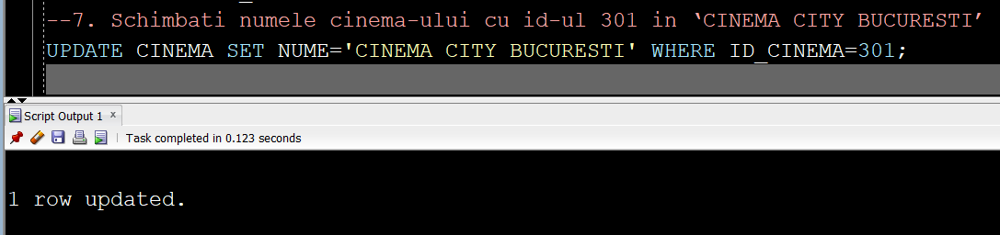 --7. Schimbati numele cinema-ului cu id-ul 301 in ‘CINEMA CITY BUCURESTI’
UPDATE CINEMA SET NUME='CINEMA CITY BUCURESTI' WHERE ID_CINEMA=301;
Script Output 1 x
Task completed in 0.123 seconds
1 row updated.